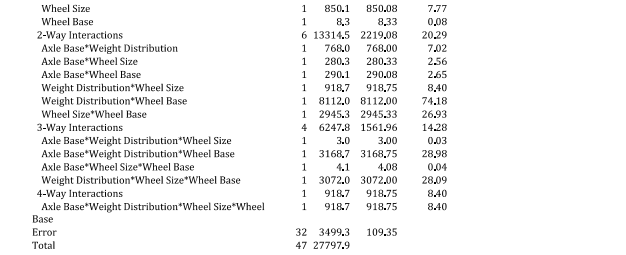 Wheel Size 1 850.1 850.08 7.77
Wheel Base 1 8.3 8.33 0.08
2-Way Interactions 6 13314.5 2219.08 20.29
Axle Base*Weight Distribution 1 768.0 768.00 7.02
Axle Base*Wheel Size 1 280.3 280.33 2.56
Axle Base*Wheel Base 1 290.1 290.08 2.65
Weight Distribution*Wheel Size 1 918.7 918.75 8.40
Weight Distribution*Wheel Base 1 8112.0 8112.00 74.18
Wheel Size*Wheel Base 1 2945.3 2945.33 26.93
3-Way Interactions 4 6247.8 1561.96 14.28
Axle Base*Weight Distribution*Wheel Size 1 3.0 3.00 0.03
Axle Base*Weight Distribution*Wheel Base 1 3168.7 3168.75 28.98
Axle Base*Wheel Size*Wheel Base 1 4.1 4.08 0.04
Weight Distribution*Wheel Size*Wheel Base 1 3072.0 3072.00 28.09
4-Way Interactions 1 918.7 918.75 8.40
Axle Base*Weight Distribution*Wheel Size*Wheel 1 918.7 918.75 8.40
Base
Error 32 3499.3 109.35
Total 47 27797.9